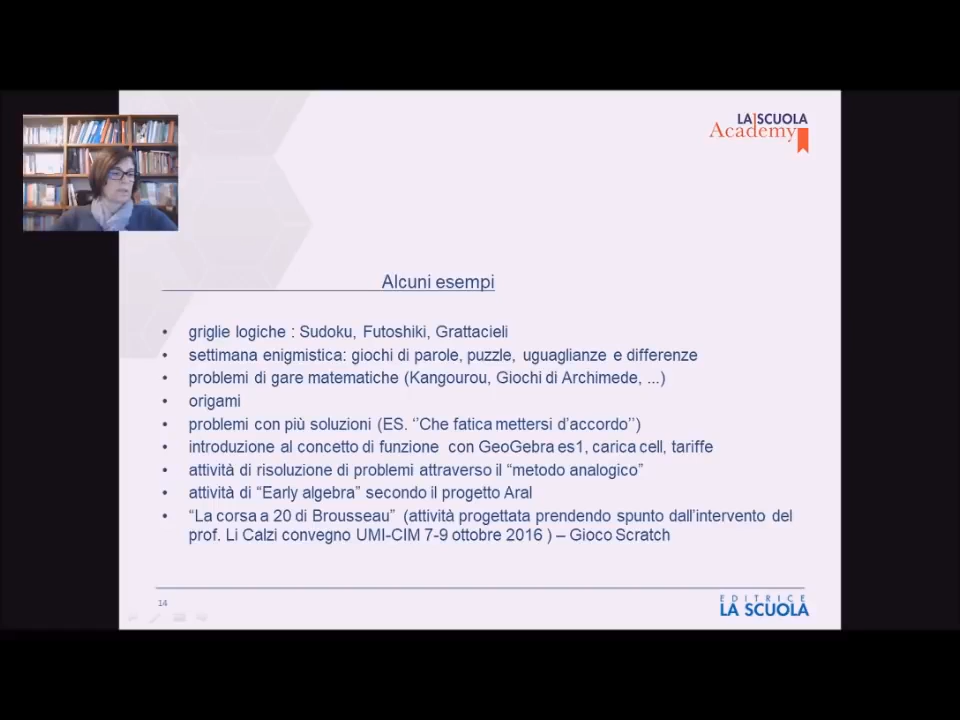 LA SCUOLA
Academy
Alcuni esempi
• griglie logiche : Sudoku, Futoshiki, Grattacieli
• settimana enigmistica: giochi di parole, puzzle, uguaglianze e differenze
• problemi di gare matematiche (Kangourou, Giochi di Archimede, ...)
• origami
• problemi con più soluzioni (ES. ‘’Che fatica mettersi d’accordo’’)
• introduzione al concetto di funzione con GeoGebra es1, carica cell, tariffe
• attività di risoluzione di problemi attraverso il “metodo analogico”
• attività di “Early algebra” secondo il progetto Aral
• “La corsa a 20 di Brousseau” (attività progettata prendendo spunto dall’intervento del
prof. Li Calzi convegno UMI-CIM 7-9 ottobre 2016 ) – Gioco Scratch
14
EDITRICE
LA SCUOLA